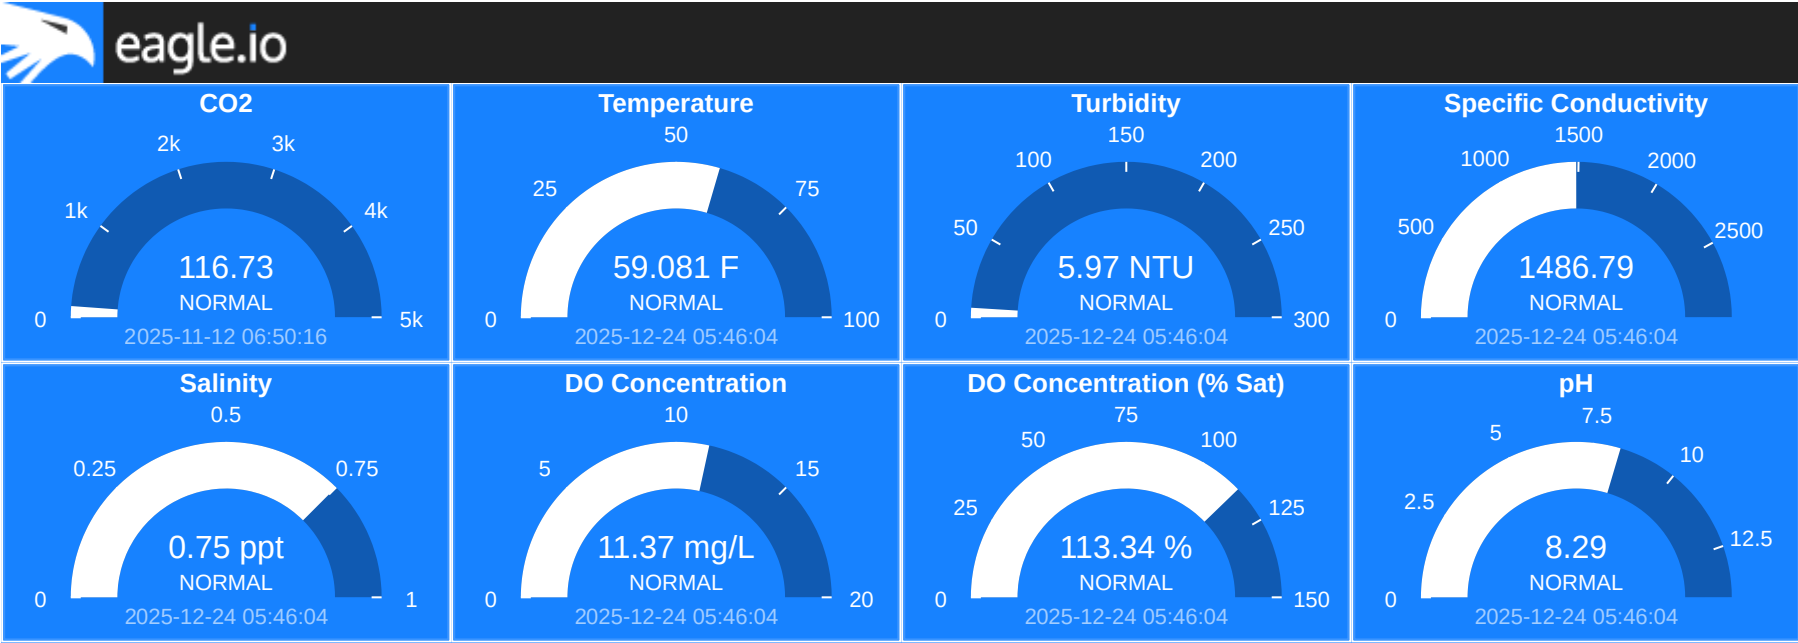 eagle.io
CO2
2k 3k
1k 4k
116.73
NORMAL
0 5k
2025-11-12 06:50:16
Temperature
50
25 75
59.081 F
NORMAL
0 100
2025-12-24 05:46:04
Turbidity
150
100 200
50 250
5.97 NTU
NORMAL
0 300
2025-12-24 05:46:04
Specific Conductivity
1500
1000 2000
500 2500
1486.79
NORMAL
0
2025-12-24 05:46:04
Salinity
0.5
0.25 0.75
0.75 ppt
NORMAL
0 1
2025-12-24 05:46:04
DO Concentration
10
5 15
11.37 mg/L
NORMAL
0 20
2025-12-24 05:46:04
DO Concentration (% Sat)
75
50 100
25 125
113.34 %
NORMAL
0 150
2025-12-24 05:46:04
pH
7.5
5 10
2.5 12.5
8.29
NORMAL
0
2025-12-24 05:46:04